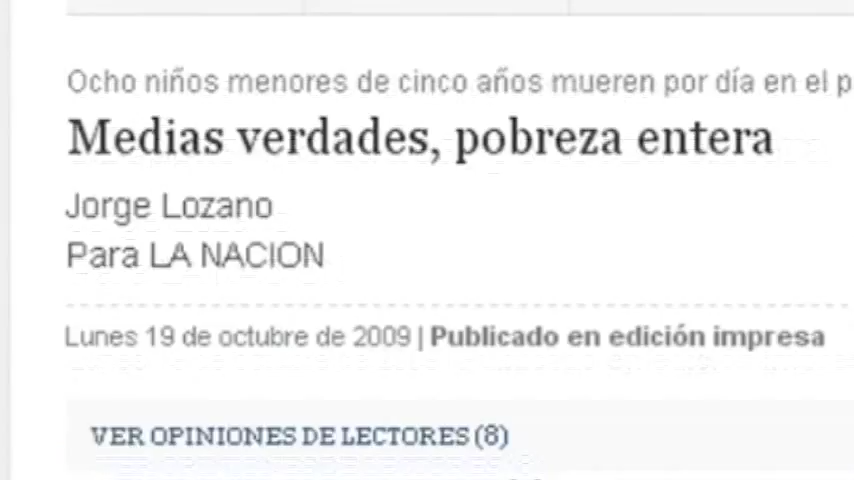 Ocho niños menores de cinco años mueren por día en el p
Medias verdades, pobreza entera
Jorge Lozano
Para LA NACION
Lunes 19 de octubre de 2009 | Publicado en edición impresa
VER OPINIONES DE LECTORES (8)